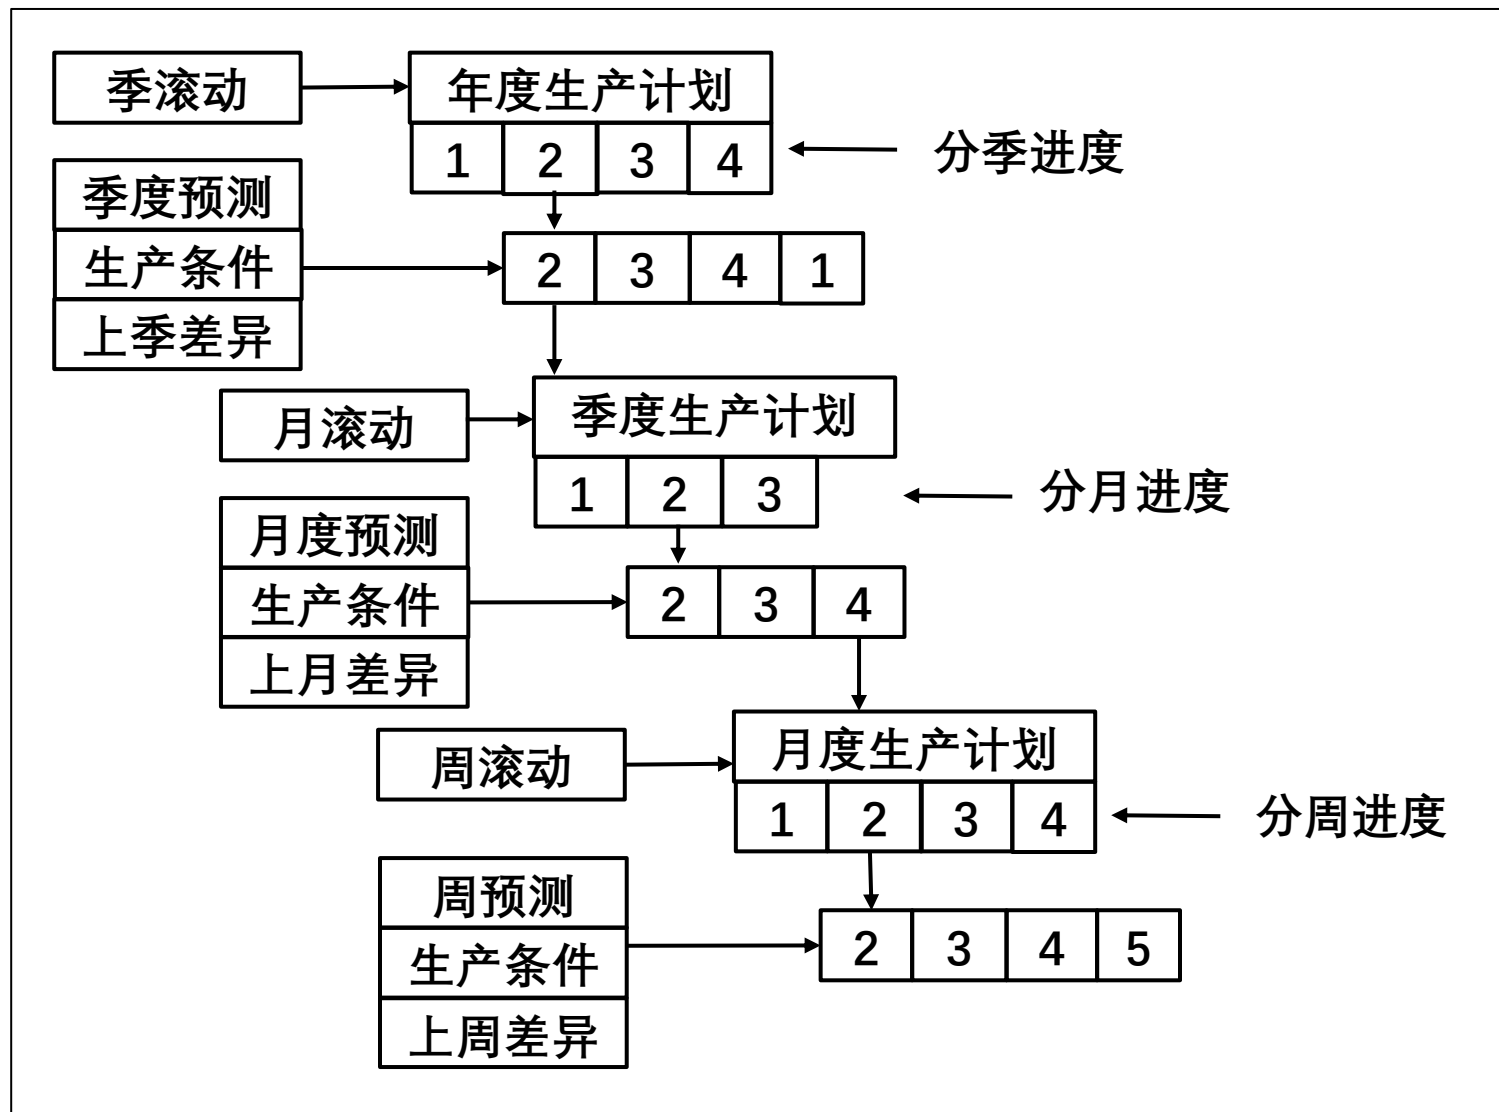 季滚动
年度生产计划
1 2 3 4
分季进度
季度预测
生产条件
上季差异
2 3 4 1
月滚动
季度生产计划
1 2 3
分月进度
月度预测
生产条件
上月差异
2 3 4
周滚动
月度生产计划
1 2 3 4
分周进度
周预测
生产条件
上周差异
2 3 4 5